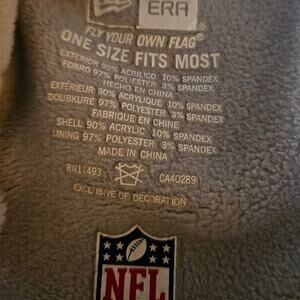 ERA
FLY YOUR OWN FLAG®
ONE SIZE FITS MOST
EXTERIOR 90% ACRILICO 10% SPANDEX
FORRO 97% POLYESTER 3% SPANDEX
HECHO EN CHINA
EXTÉRIEUR 90% ACRYLIQUE 10% SPANDEX
DOUBKURE 97% POLYESTER 3% SPANDEX
FABRIQUE EN CHINE
SHELL 90% ACRYLIC 10% SPANDEX
LINING 97% POLYESTER 3% SPANDEX
MADE IN CHINA
RN11493 CA40289
EXCLUSIVE OF DECORATION
NFL